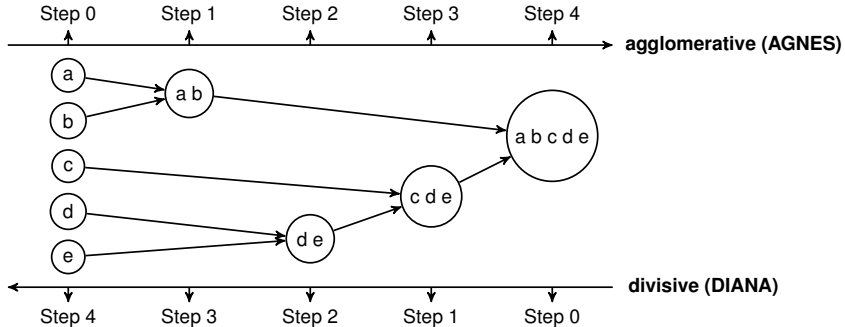 Step 0 Step 1 Step 2 Step 3 Step 4
agglomerative (AGNES)
a
a b
b
a b c d e
c
c d e
d
d e
e
divisive (DIANA)
Step 4 Step 3 Step 2 Step 1 Step 0